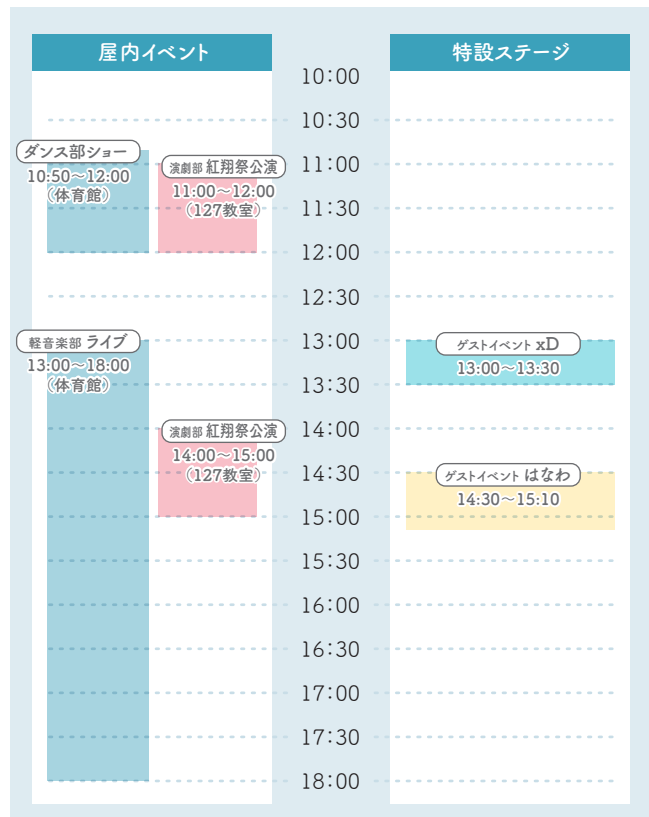 屋内イベント
ダンス部ショー
10:50〜12:00
（体育館）
演劇部 紅翔祭公演
11:00〜12:00
（127教室）
軽音楽部 ライブ
13:00〜18:00
（体育館）
演劇部 紅翔祭公演
14:00〜15:00
（127教室）
10:00
10:30
11:00
11:30
12:00
12:30
13:00
13:30
14:00
14:30
15:00
15:30
16:00
16:30
17:00
17:30
18:00
特設ステージ
ゲストイベント xD
13:00〜13:30
ゲストイベント はなわ
14:30〜15:10